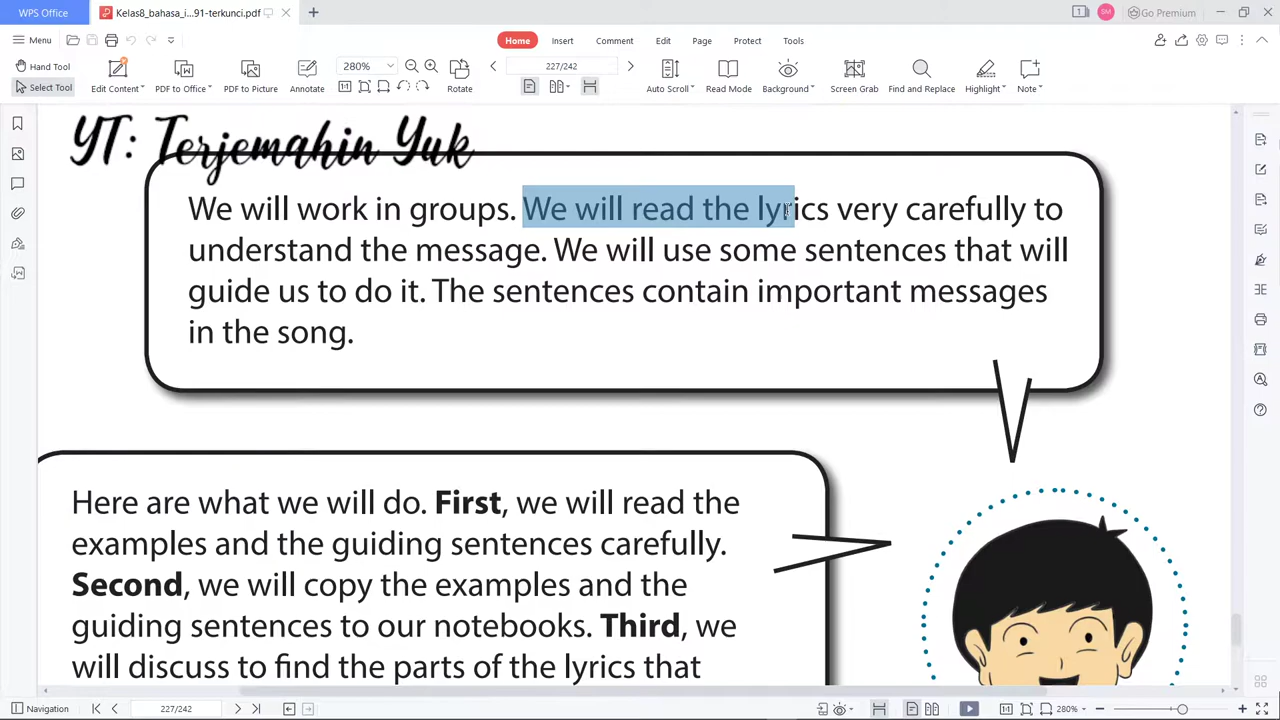 WPS Office
Kelas8_bahasa_i...91-terkunci.pdf
SM
Go Premium
Menu
Home
Insert
Comment
Edit
Page
Protect
Tools
Hand Tool
Select Tool
Edit Content
PDF to Office
PDF to Picture
Annotate
280%
Rotate
227/242
Auto Scroll
Read Mode
Background
Screen Grab
Find and Replace
Highlight
Note
YT: Terjemahin Yuk
We will work in groups. We will read the lyrics very carefully to
understand the message. We will use some sentences that will
guide us to do it. The sentences contain important messages
in the song.
Here are what we will do. First, we will read the
examples and the guiding sentences carefully.
Second, we will copy the examples and the
guiding sentences to our notebooks. Third, we
will discuss to find the parts of the lyrics that
Navigation
227/242
280%